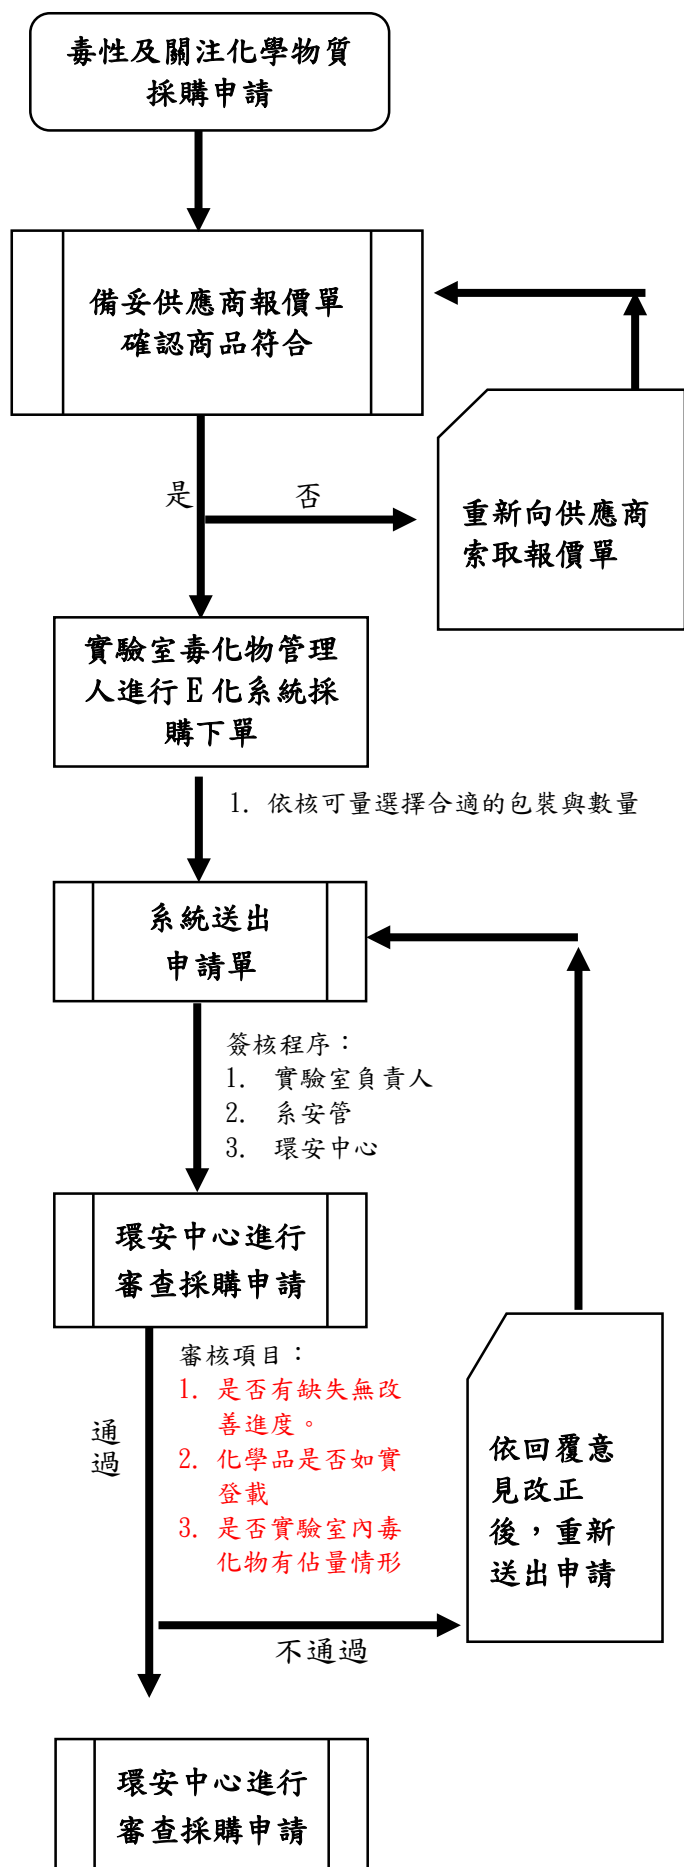 毒性及關注化學物質
採購申請
備妥供應商報價單
確認商品符合
是
否
重新向供應商
索取報價單
實驗室毒化物管理
人進行E化系統採
購下單
1. 依核可量選擇合適的包裝與數量
系統送出
申請單
簽核程序：
1. 實驗室負責人
2. 系安管
3. 環安中心
環安中心進行
審查採購申請
審核項目：
1. 是否有缺失無改
善進度。
2. 化學品是否如實
登載
3. 是否實驗室內毒
化物有佔量情形
通
過
依回覆意
見改正
後，重新
送出申請
不通過
環安中心進行
審查採購申請